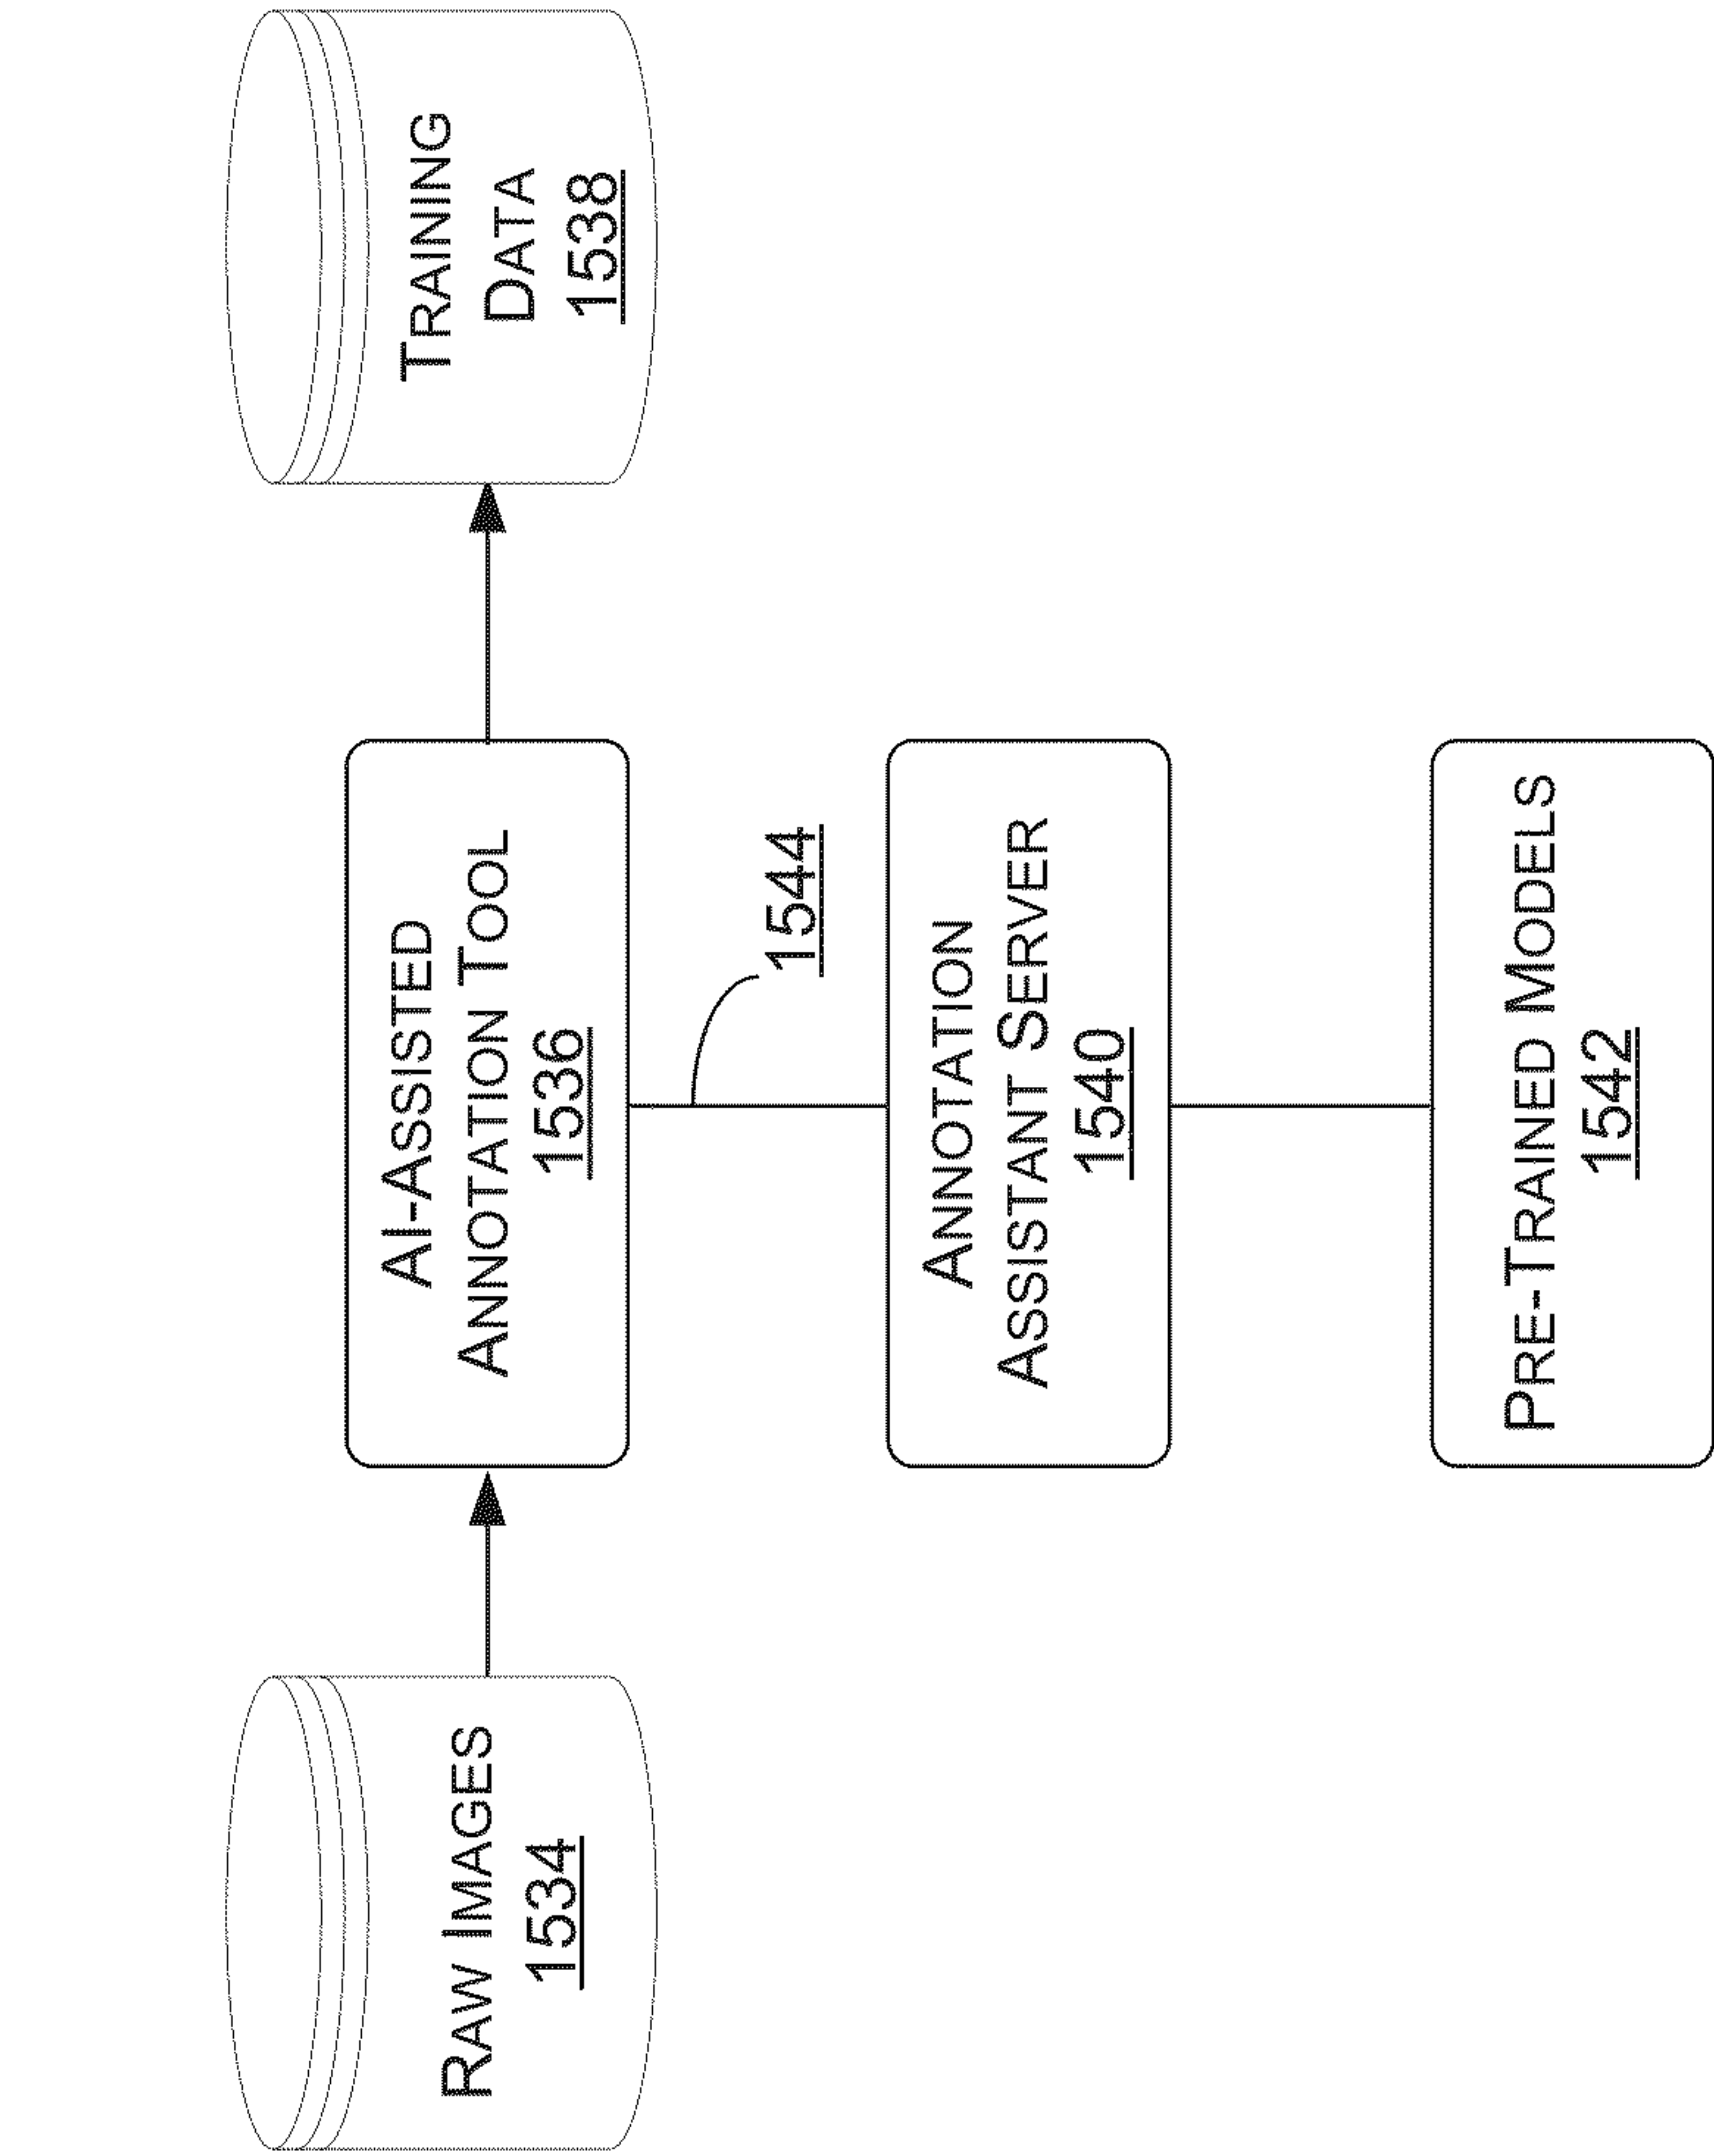 RAW IMAGES
1534
AI-ASSISTED
ANNOTATION TOOL
1536
TRAINING
DATA
1538
1544
ANNOTATION
ASSISTANT SERVER
1540
PRE-TRAINED MODELS
1542